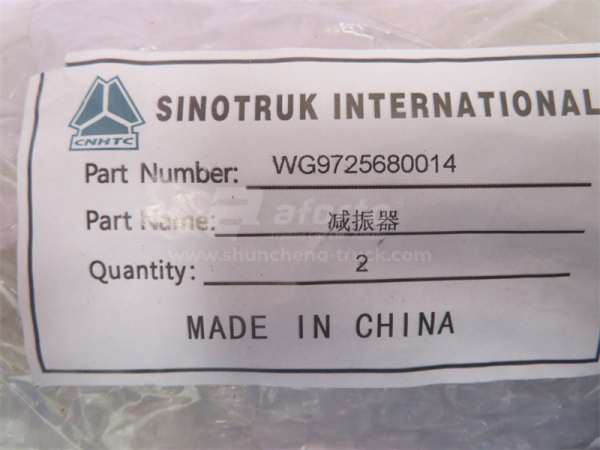 SINOTRUK INTERNATIONAL
CNHTC
Part Number: WG9725680014
Part Name: 减振器
Quantity: 2
MADE IN CHINA
www.shuncheng-truck.com